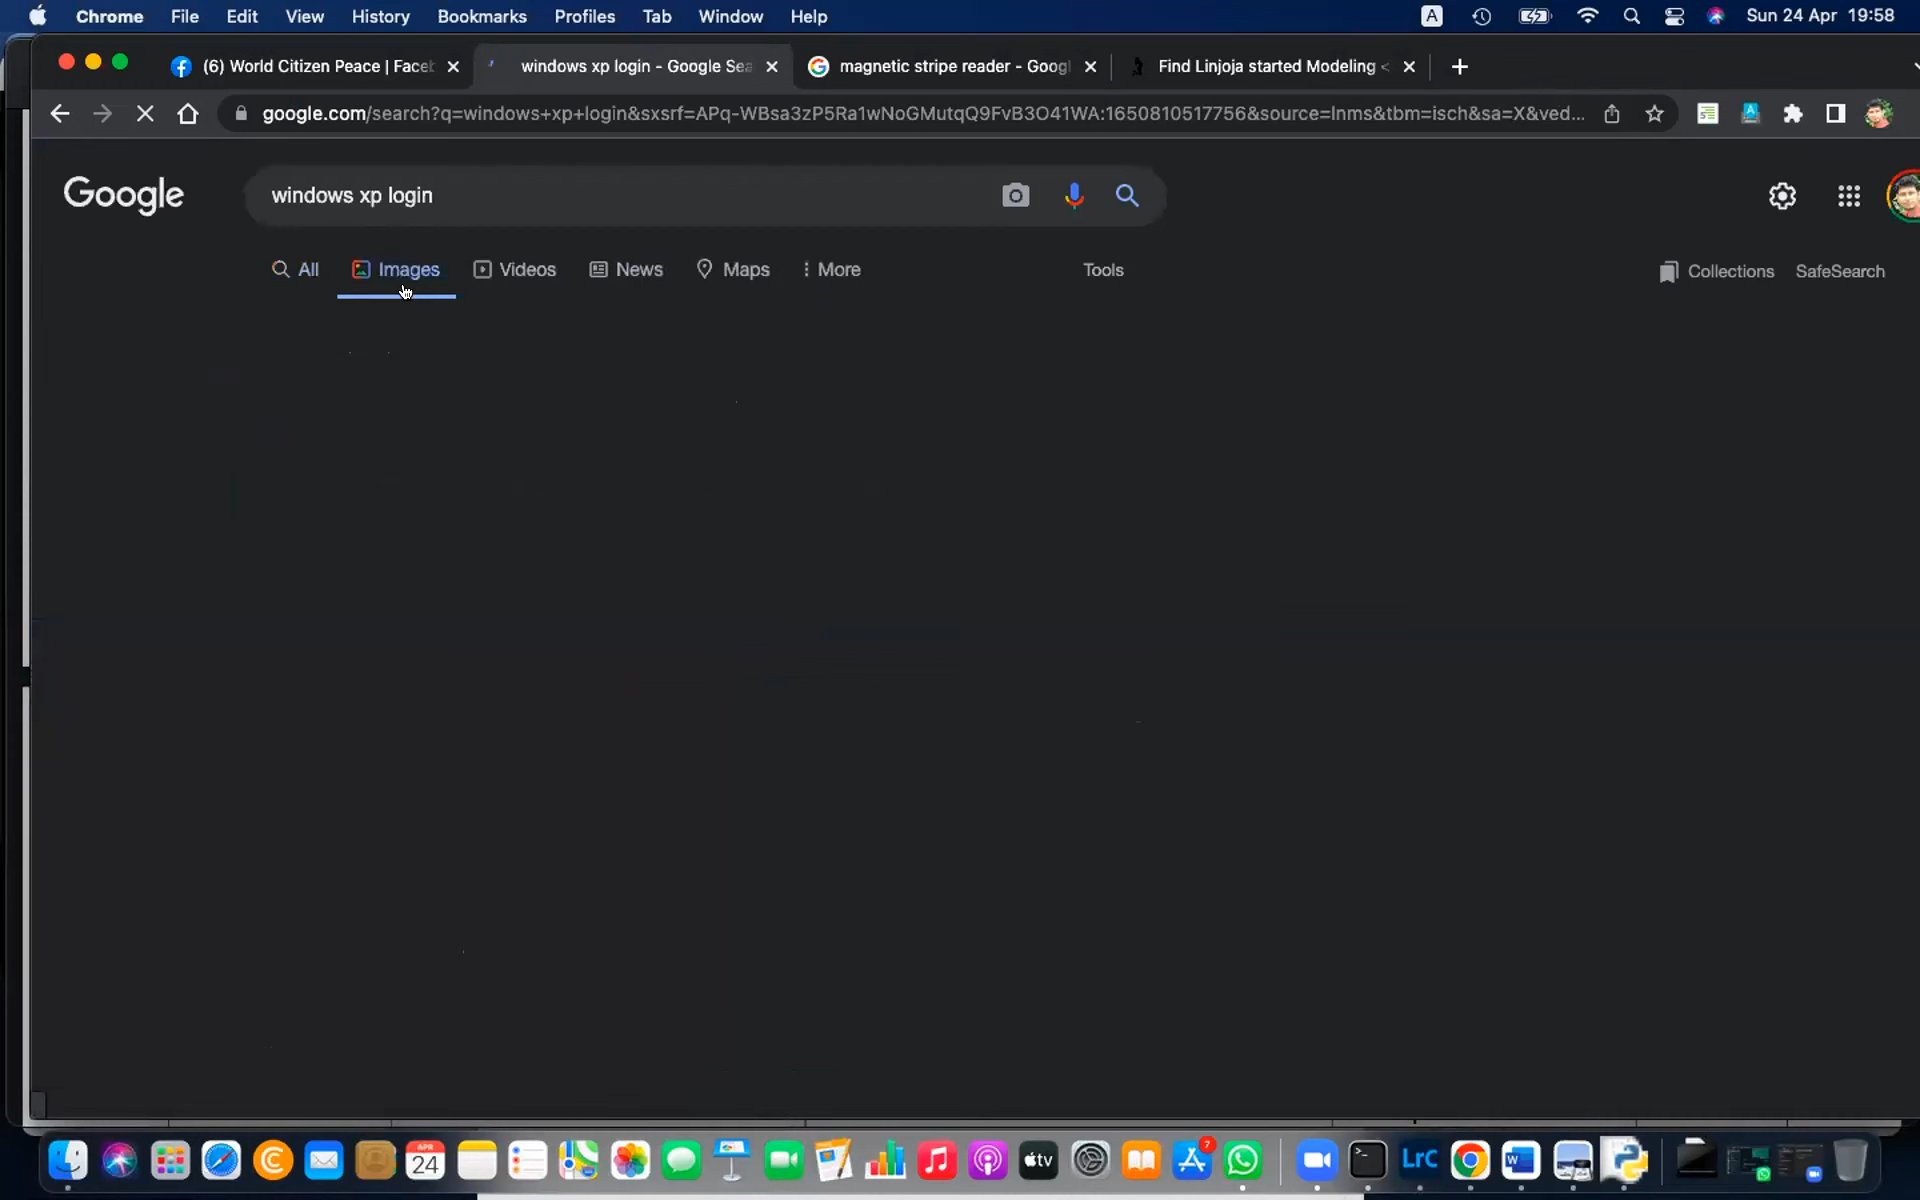 Chrome File Edit View History Bookmarks Profiles Tab Window Help A Sun 24 Apr 19:58
(6) World Citizen Peace | Faceb windows xp login - Google Sea magnetic stripe reader - Googl Find Linjoja started Modeling <
google.com/search?q=windows+xp+login&sxsrf=APq-WBsa3zP5Ra1wNoGMutqQ9FvB3O41WA:1650810517756&source=lnms&tbm=isch&sa=X&ved...
Google windows xp login
All Images Videos News Maps More Tools Collections SafeSearch
APR
24
tv
7
LrC
W